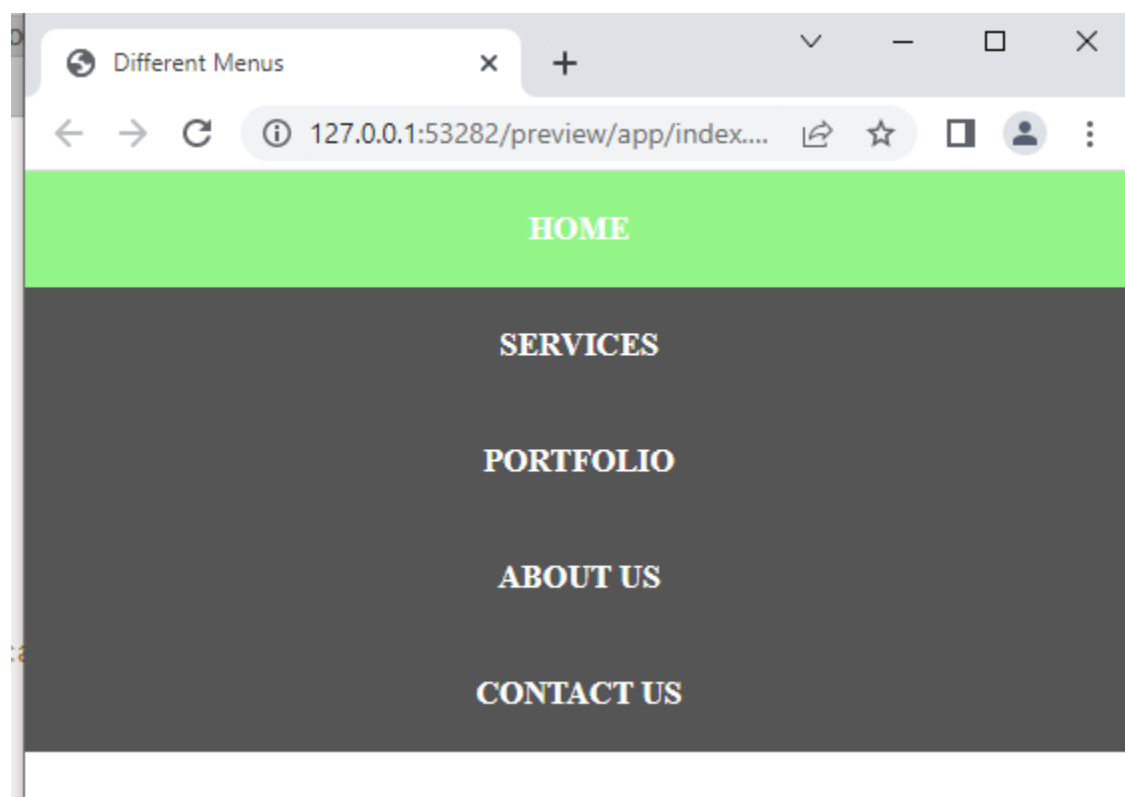 Different Menus
127.0.0.1:53282/preview/app/index....
HOME
SERVICES
PORTFOLIO
ABOUT US
CONTACT US